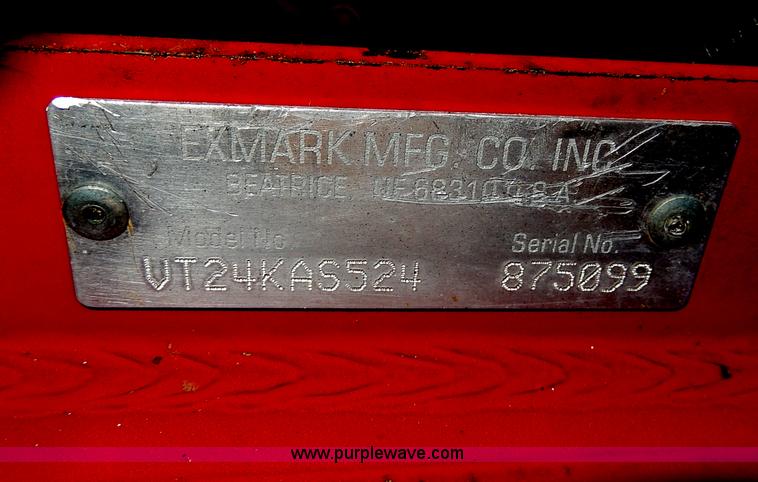 EXMARK MFG. CO. INC.
BEATRICE, NE 68310 U.S.A.
Model No. Serial No.
VT24KAS524 875099
www.purplewave.com